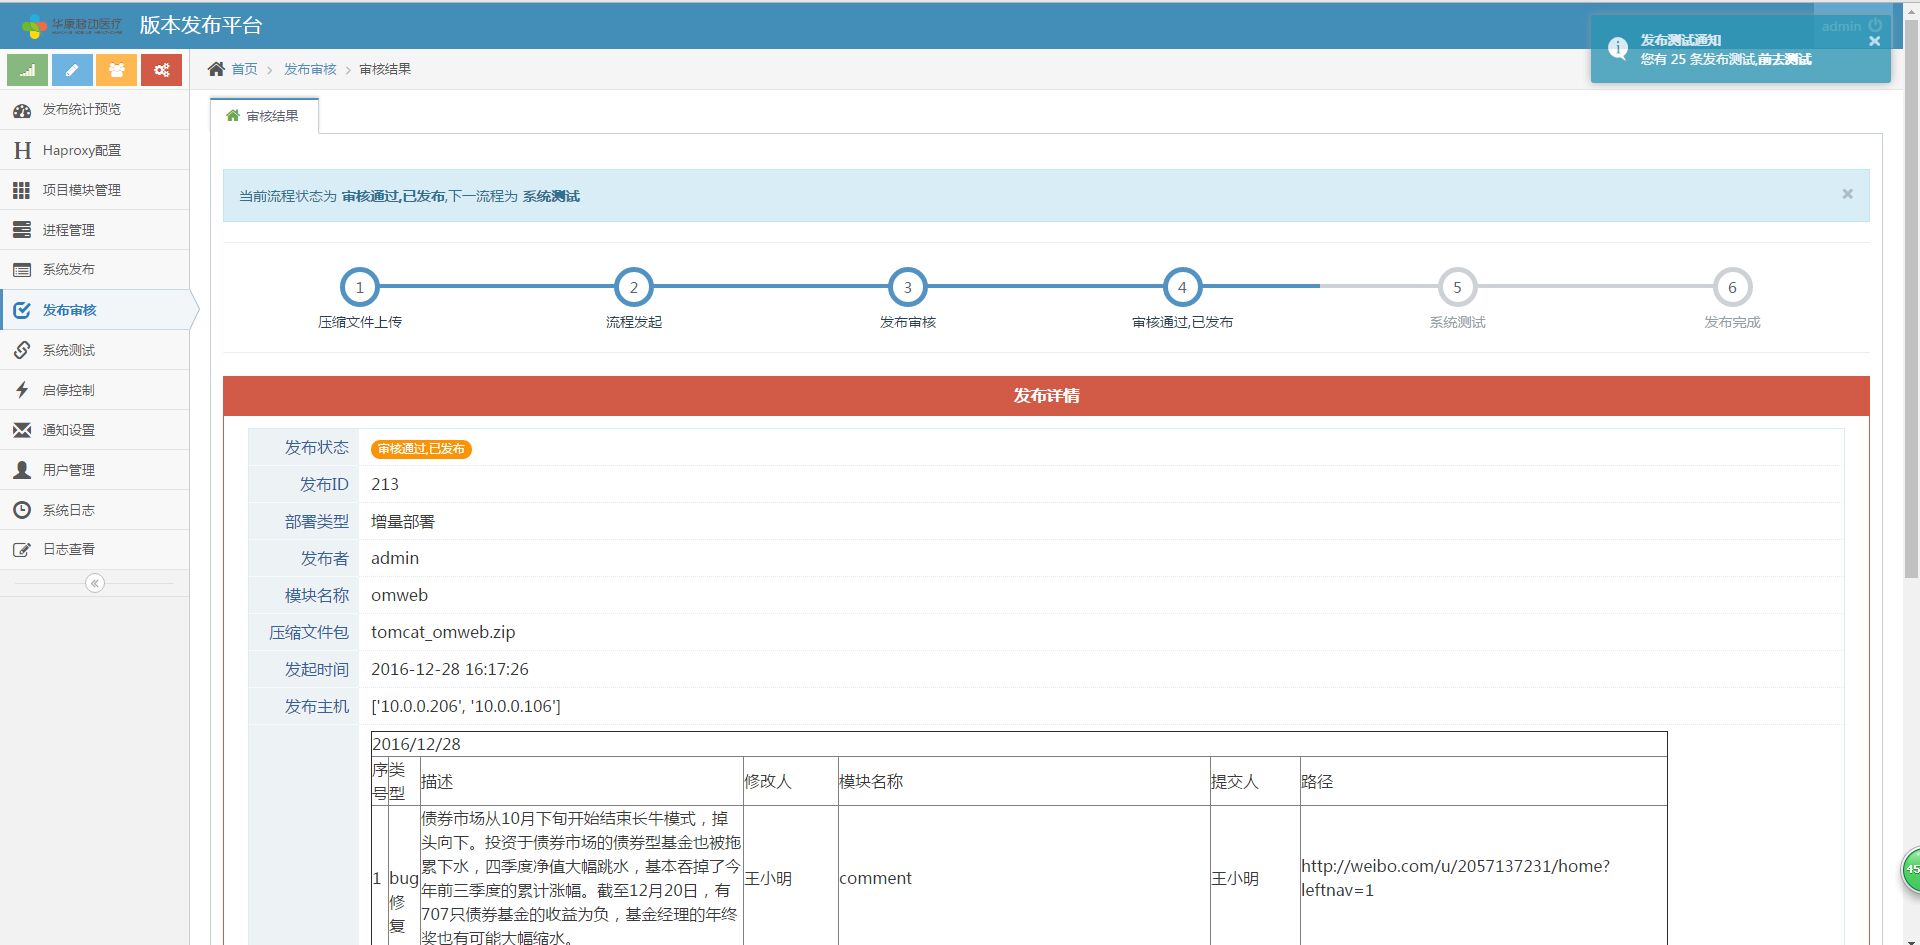 华康移动医疗
版本发布平台
admin
发布测试通知
您有 25 条发布测试,前去测试
首页
发布审核
审核结果
发布统计预览
Haproxy配置
项目模块管理
进程管理
系统发布
发布审核
系统测试
启停控制
通知设置
用户管理
系统日志
日志查看
审核结果
当前流程状态为 审核通过,已发布,下一流程为 系统测试
1
2
3
4
5
6
压缩文件上传
流程发起
发布审核
审核通过,已发布
系统测试
发布完成
发布详情
发布状态 审核通过,已发布
发布ID 213
部署类型 增量部署
发布者 admin
模块名称 omweb
压缩文件包 tomcat_omweb.zip
发起时间 2016-12-28 16:17:26
发布主机 ['10.0.0.206', '10.0.0.106']
2016/12/28
序号 类型 描述 修改人 模块名称 提交人 路径
1
bug
修
复
债券市场从10月下旬开始结束长牛模式，掉
头向下。投资于债券市场的债券型基金也被拖
累下水，四季度净值大幅跳水，基本吞掉了今
年前三季度的累计涨幅。截至12月20日，有
707只债券基金的收益为负，基金经理的年终
奖也有可能大幅缩水。
王小明
comment
王小明
http://weibo.com/u/2057137231/home?
leftnav=1
45